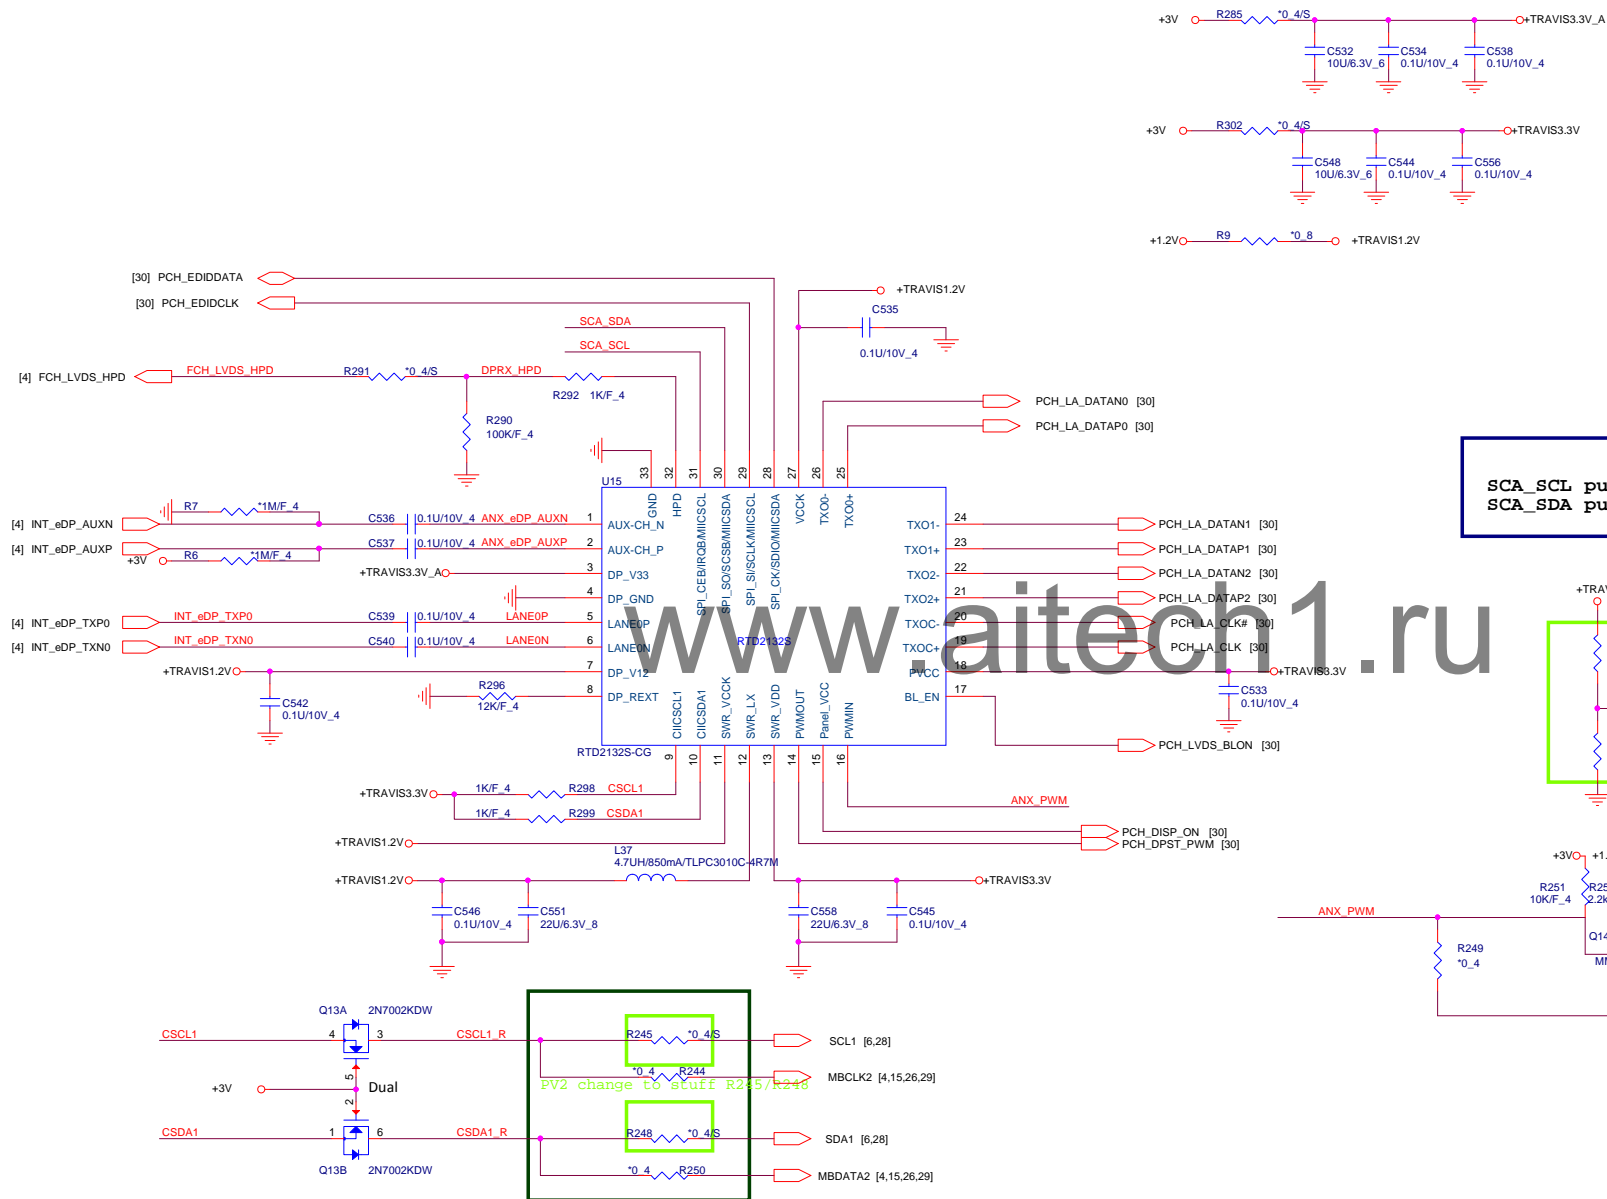 +3V R285 *0_4/S +TRAVIS3.3V_A
C532 C534 C538
10U/6.3V_6 0.1U/10V_4 0.1U/10V_4
+3V R302 *0_4/S +TRAVIS3.3V
C548 C544 C556
10U/6.3V_6 0.1U/10V_4 0.1U/10V_4
+1.2V R9 *0_8 +TRAVIS1.2V
[30] PCH_EDIDDATA
[30] PCH_EDIDCLK
+TRAVIS1.2V
C535
0.1U/10V_4
SCA_SDA
SCA_SCL
[4] FCH_LVDS_HPD FCH_LVDS_HPD R291 *0_4/S DPRX_HPD
R292 1K/F_4
R290
100K/F_4
PCH_LA_DATAN0 [30]
PCH_LA_DATAP0 [30]
33 32 31 30 29 28 27 26 25
U15
GND
HPD
SPI_CEB/IRQB/MIICSCL
SPI_SO/SCSB/MIICSDA
SPI_SI/SCLK/MIICSCL
SPI_CK/SDIO/MIICSDA
VCCK
TXO0-
TXO0+
SCA_SCL pu
SCA_SDA pu
R7 *1M/F_4
[4] INT_eDP_AUXN C536 0.1U/10V_4 ANX_eDP_AUXN 1 AUX-CH_N
[4] INT_eDP_AUXP C537 0.1U/10V_4 ANX_eDP_AUXP 2 AUX-CH_P
+3V R6 *1M/F_4
+TRAVIS3.3V_A 3 DP_V33
4 DP_GND
[4] INT_eDP_TXP0 INT_eDP_TXP0 C539 0.1U/10V_4 LANE0P 5 LANE0P
[4] INT_eDP_TXN0 INT_eDP_TXN0 C540 0.1U/10V_4 LANE0N 6 LANE0N
+TRAVIS1.2V 7 DP_V12
C542
0.1U/10V_4
R296
12K/F_4
8 DP_REXT
RTD2132S
TXO1- 24 PCH_LA_DATAN1 [30]
TXO1+ 23 PCH_LA_DATAP1 [30]
TXO2- 22 PCH_LA_DATAN2 [30]
TXO2+ 21 PCH_LA_DATAP2 [30]
TXOC- 20 PCH_LA_CLK# [30]
TXOC+ 19 PCH_LA_CLK [30]
PVCC 18 +TRAVIS3.3V
C533
0.1U/10V_4
BL_EN 17
PCH_LVDS_BLON [30]
+TRAV
www.aitech1.ru
CIICSCL1
CIICSDA1
SWR_VCCK
SWR_LX
SWR_VDD
PWMOUT
Panel_VCC
PWMIN
RTD2132S-CG
9 10 11 12 13 14 15 16
+TRAVIS3.3V 1K/F_4 R298 CSCL1
1K/F_4 R299 CSDA1
ANX_PWM
PCH_DISP_ON [30]
PCH_DPST_PWM [30]
+TRAVIS1.2V
L37
4.7UH/850mA/TLPC3010C-4R7M
+TRAVIS1.2V
+TRAVIS3.3V
C546 C551 C558 C545
0.1U/10V_4 22U/6.3V_8 22U/6.3V_8 0.1U/10V_4
+3V +1.
R251 R25
10K/F_4 2.2k
ANX_PWM
Q14
MM
R249
*0_4
Q13A 2N7002KDW
CSCL1 4 3 CSCL1_R R245 *0_4/S SCL1 [6,28]
*0_4 R244 MBCLK2 [4,15,26,29]
PV2 change to stuff R245/R248
+3V 5 Dual
2
CSDA1 1 6 CSDA1_R R248 *0_4/S SDA1 [6,28]
*0_4 R250 MBDATA2 [4,15,26,29]
Q13B 2N7002KDW